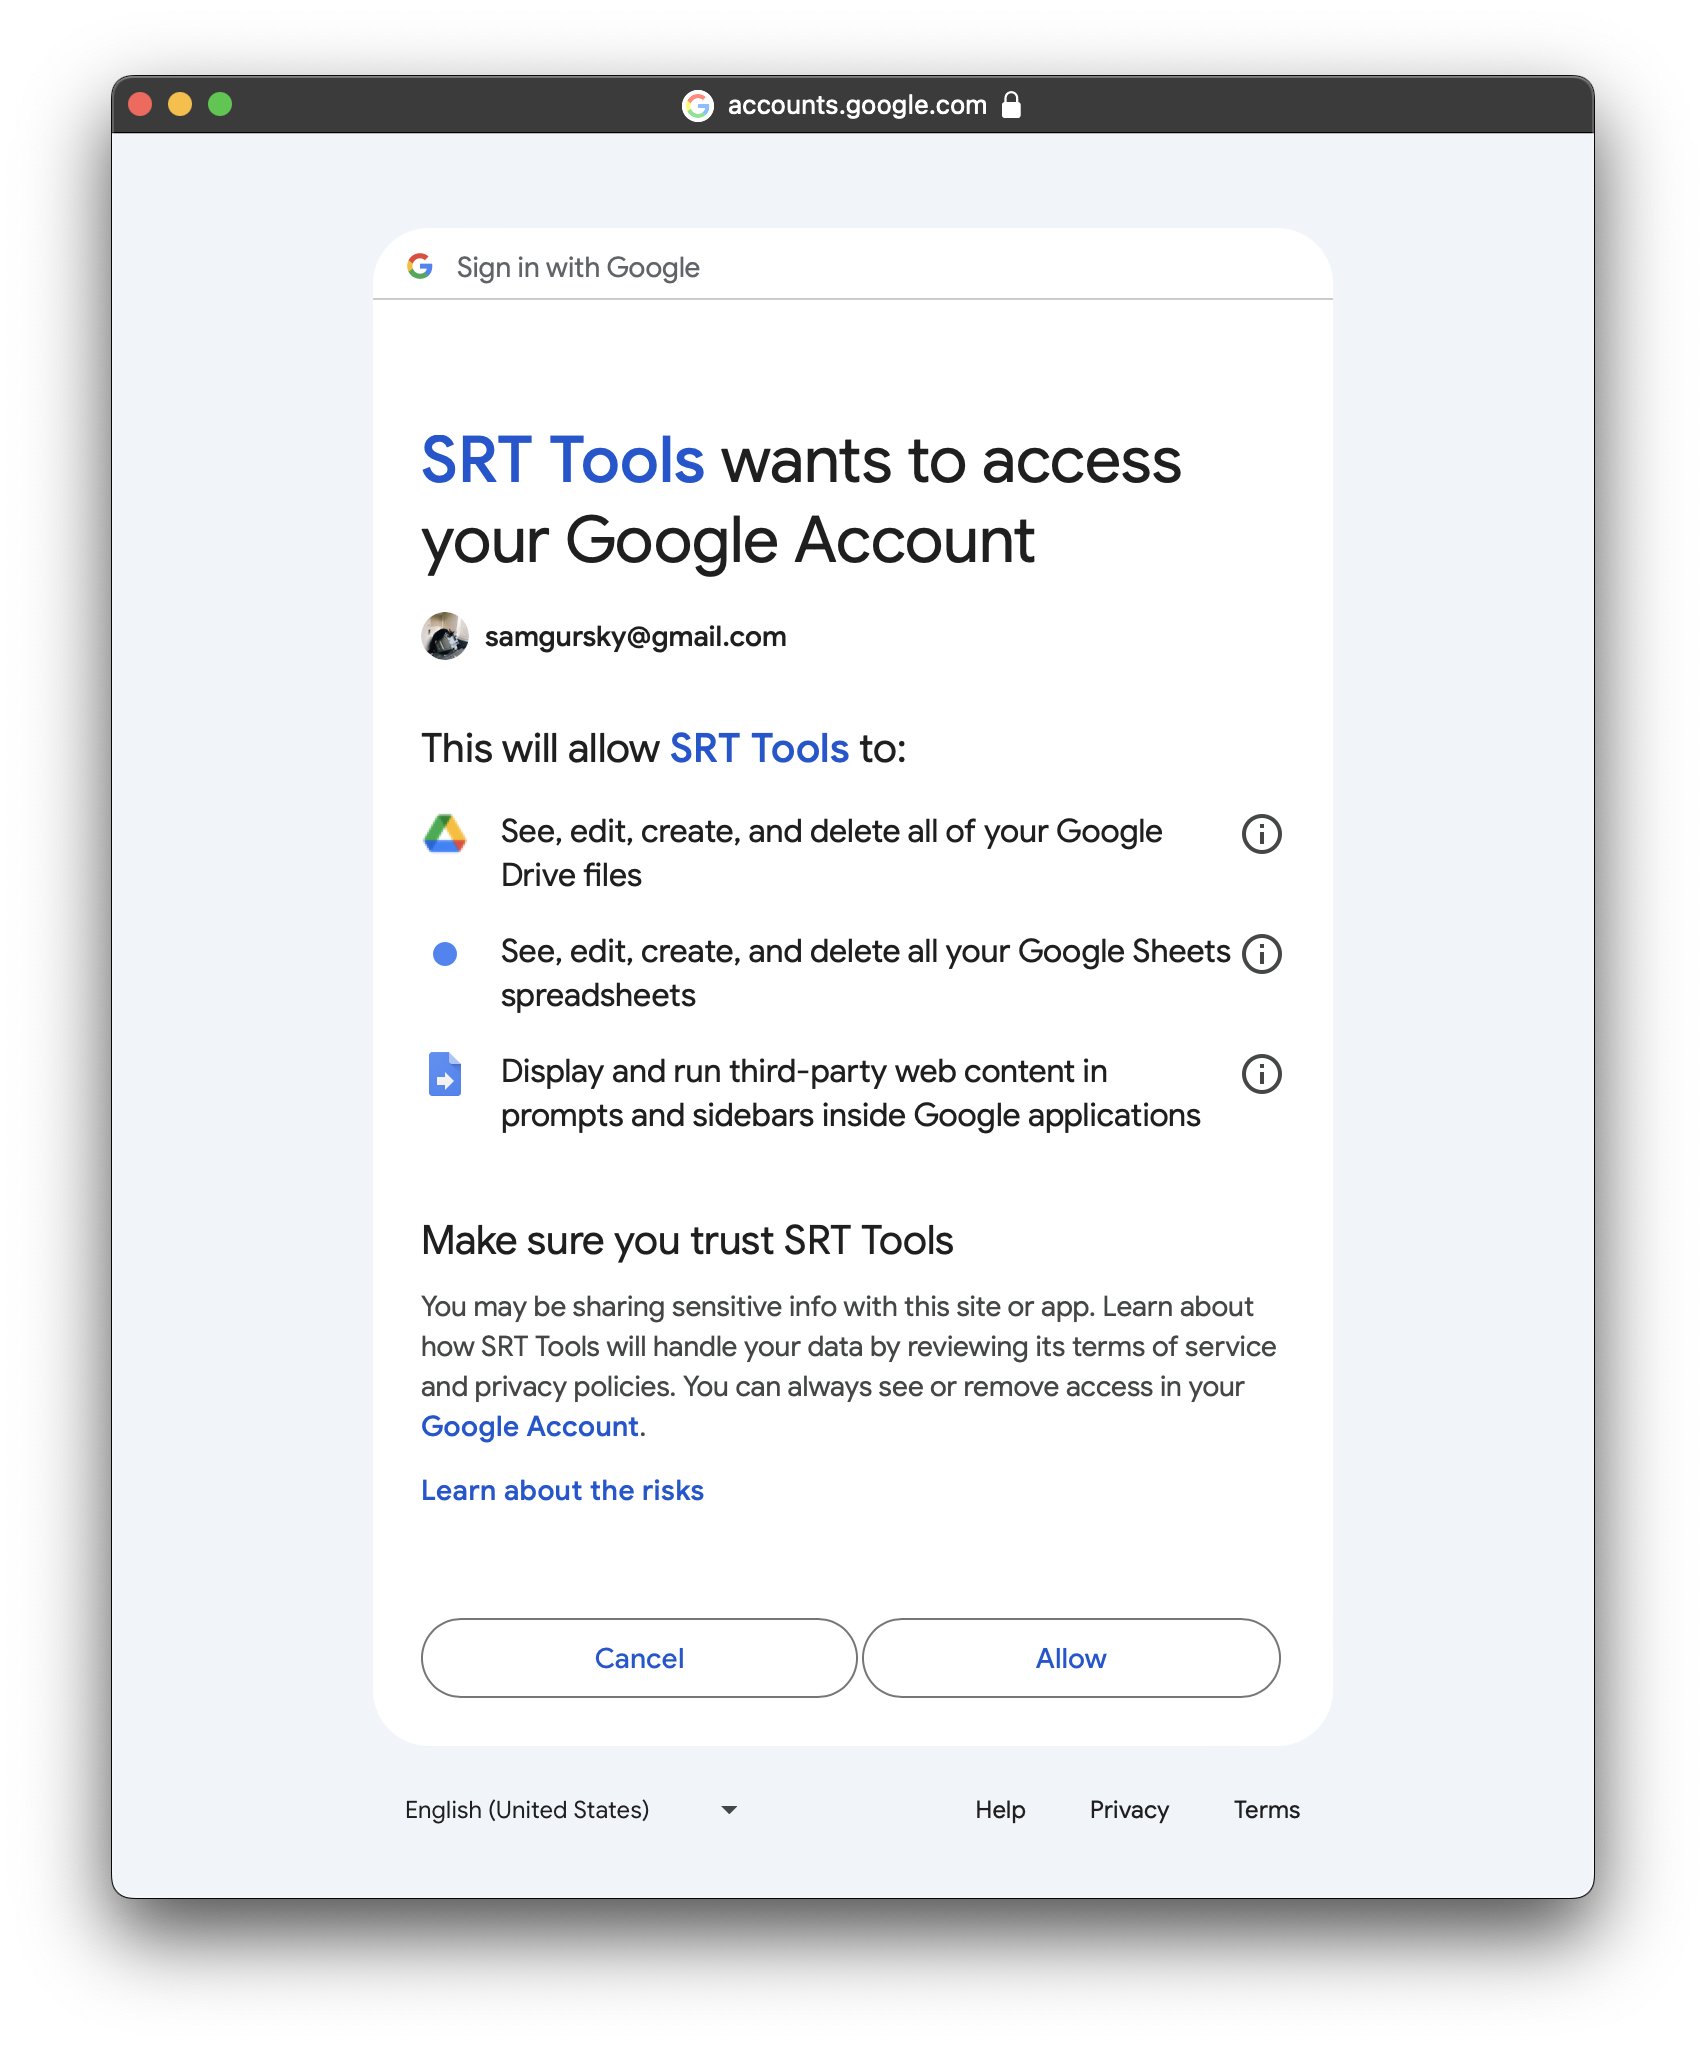 accounts.google.com
Sign in with Google
SRT Tools wants to access
your Google Account
samgursky@gmail.com
This will allow SRT Tools to:
See, edit, create, and delete all of your Google
Drive files
See, edit, create, and delete all your Google Sheets
spreadsheets
Display and run third-party web content in
prompts and sidebars inside Google applications
Make sure you trust SRT Tools
You may be sharing sensitive info with this site or app. Learn about
how SRT Tools will handle your data by reviewing its terms of service
and privacy policies. You can always see or remove access in your
Google Account.
Learn about the risks
Cancel Allow
English (United States) Help Privacy Terms